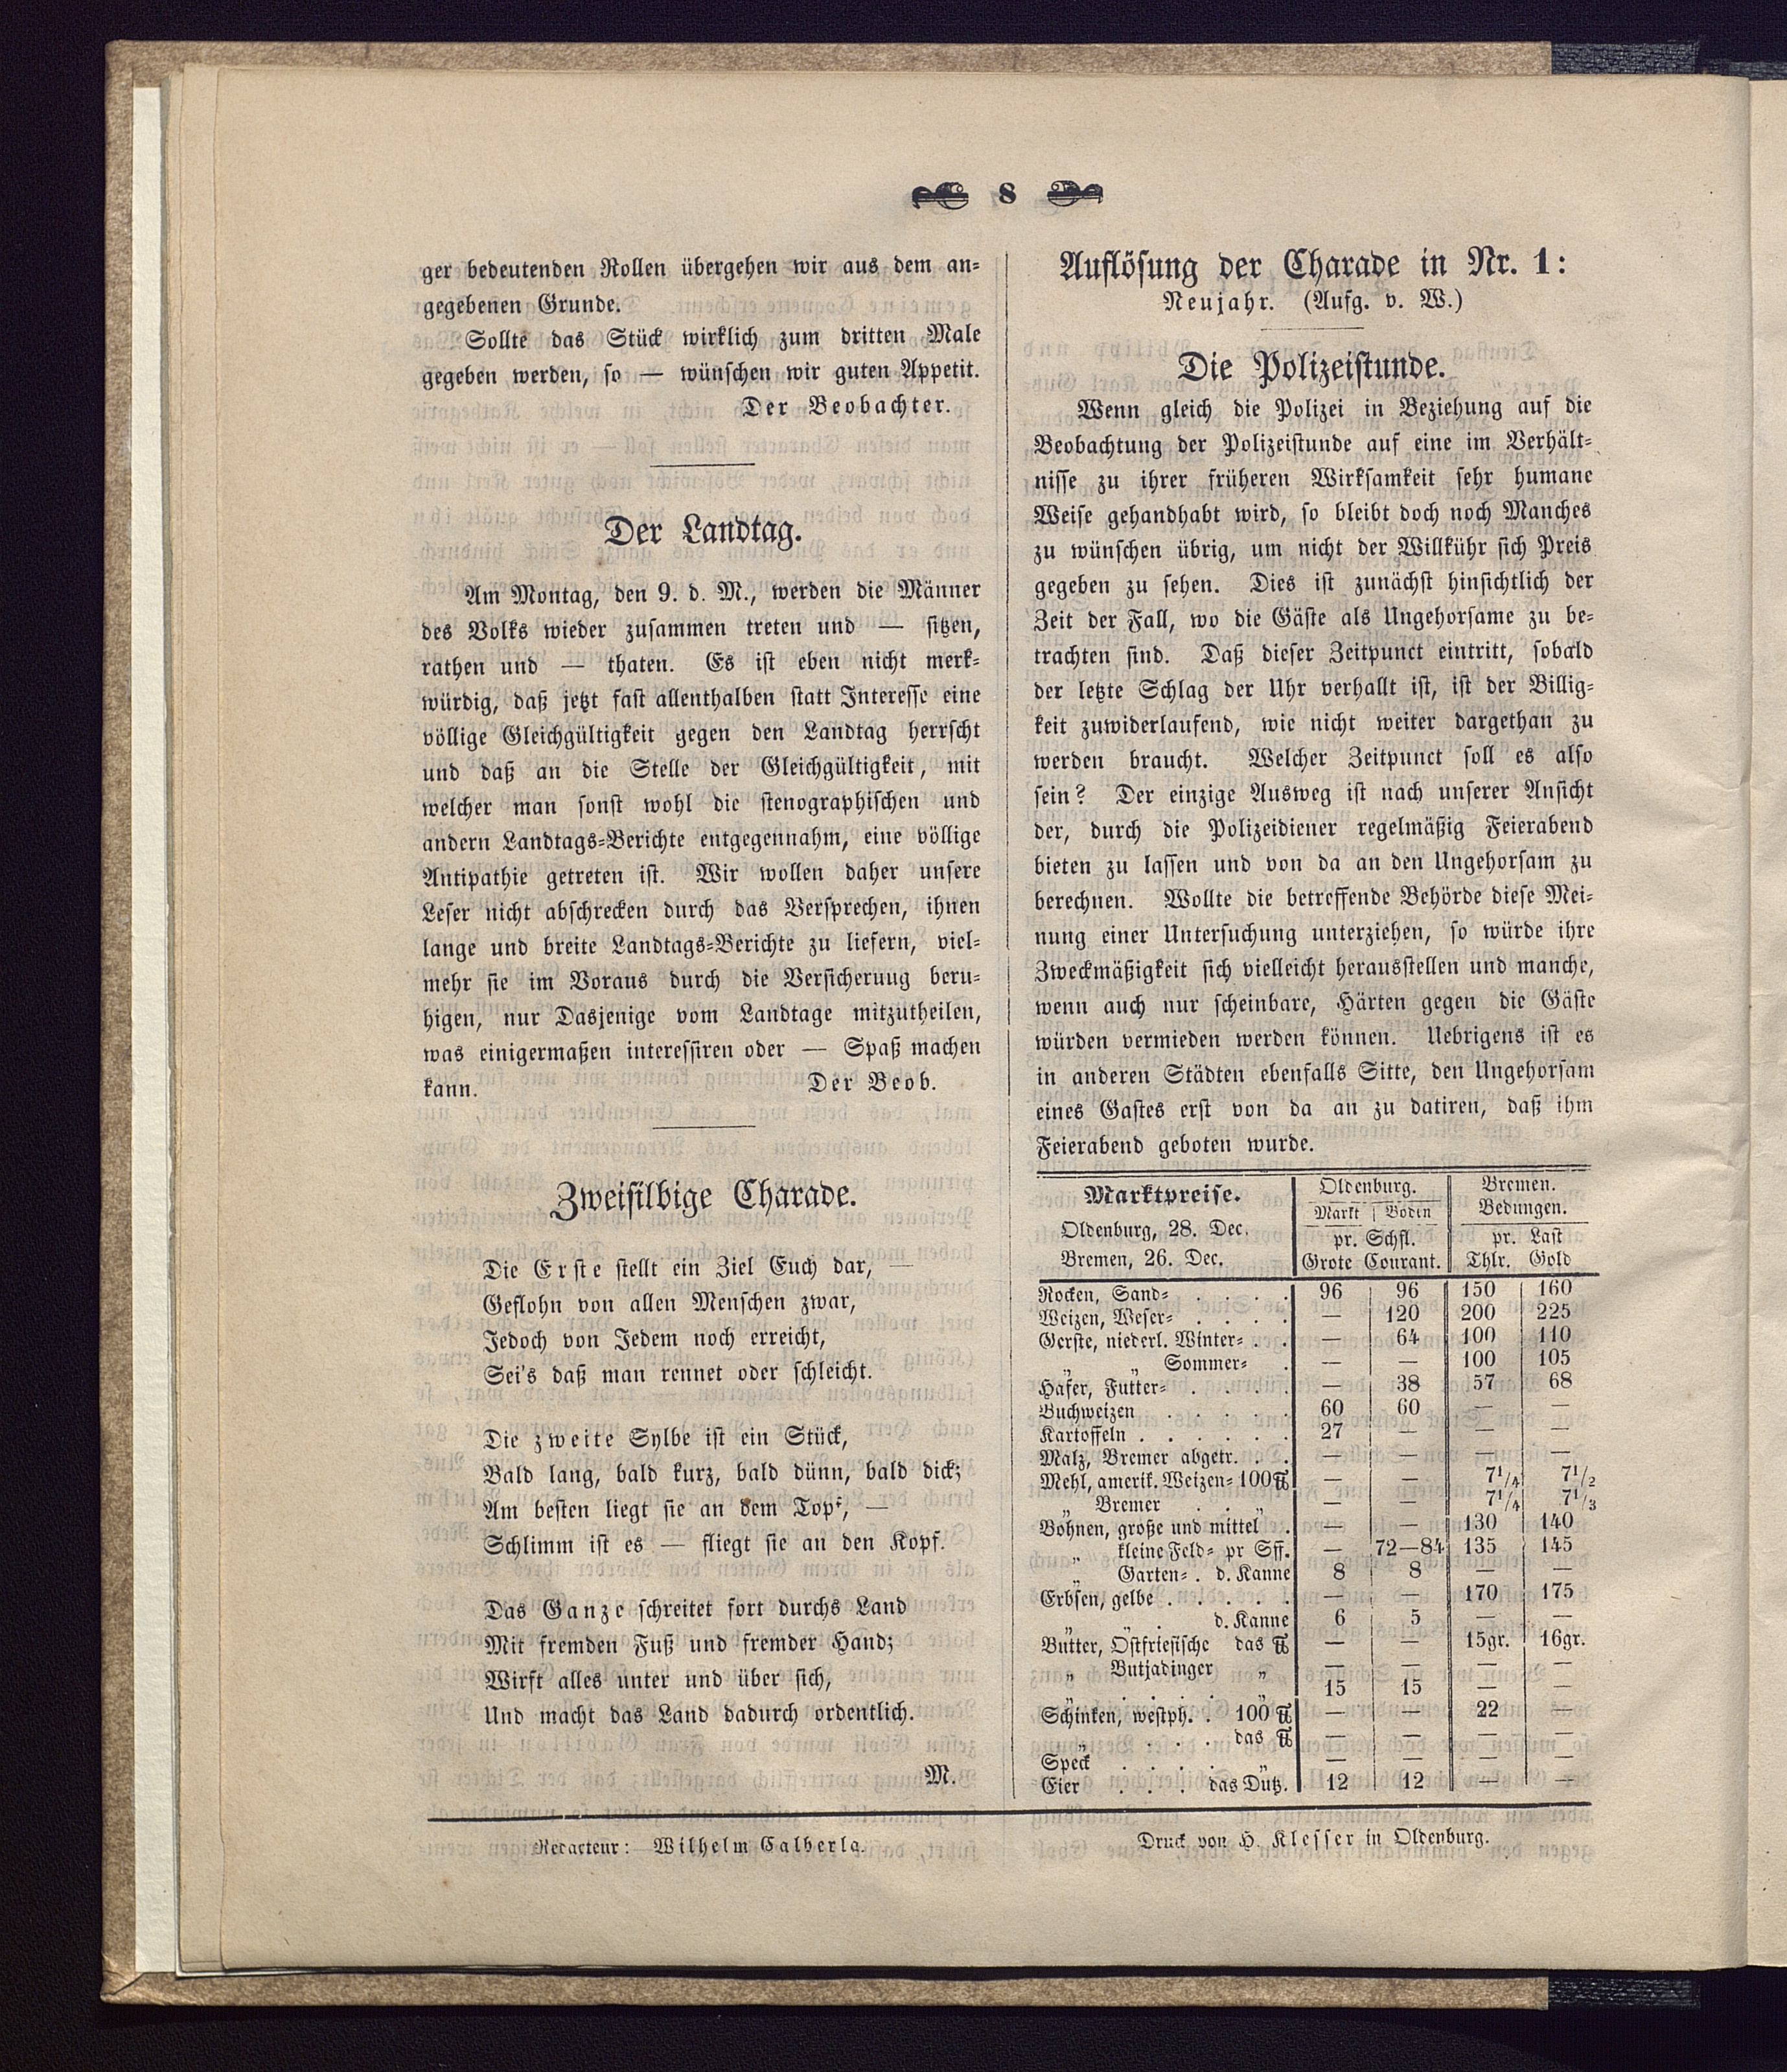 8
ger bedeutenden Rollen übergehen wir aus dem an=
gegebenen Grunde.
Sollte das Stück wirklich zum dritten Male
gegeben werden, so — wünschen wir guten Appetit.
Der Beobachter.
Der Landtag.
Am Montag, den 9. d. M., werden die Männer
des Volks wieder zusammen treten und — sitzen,
rathen und — thaten. Es ist eben nicht merk=
würdig, daß jetzt fast allenthalben statt Interesse eine
völlige Gleichgültigkeit gegen den Landtag herrscht
und daß an die Stelle der Gleichgültigkeit, mit
welcher man sonst wohl die stenographischen und
andern Landtags=Berichte entgegennahm, eine völlige
Antipathie getreten ist. Wir wollen daher unsere
Leser nicht abschrecken durch das Versprechen, ihnen
lange und breite Landtags=Berichte zu liefern, viel=
mehr sie im Voraus durch die Versicheruug beru=
higen, nur Dasjenige vom Landtage mitzutheilen,
was einigermaßen interessiren oder — Spaß machen
kann. Der Beob.
Zweisilbige Charade.
Die Erste stellt ein Ziel Euch dar, —
Geflohn von allen Menschen zwar,
Jedoch von Jedem noch erreicht,
Sei's daß man rennet oder schleicht.
Die zweite Sylbe ist ein Stück,
Bald lang, bald kurz, bald dünn, bald dick;
Am besten liegt sie an dem Topf, —
Schlimm ist es — fliegt sie an den Kopf.
Das Ganze schreitet fort durchs Land
Mit fremden Fuß und fremder Hand;
Wirft alles unter und über sich,
Und macht das Land dadurch ordentlich.
M.
Auflösung der Charade in Nr. 1:
Neujahr. (Aufg. v. W.)
Die Polizeistunde.
Wenn gleich die Polizei in Beziehung auf die
Beobachtung der Polizeistunde auf eine im Verhält=
nisse zu ihrer früheren Wirksamkeit sehr humane
Weise gehandhabt wird, so bleibt doch noch Manches
zu wünschen übrig, um nicht der Willkühr sich Preis
gegeben zu sehen. Dies ist zunächst hinsichtlich der
Zeit der Fall, wo die Gäste als Ungehorsame zu be=
trachten sind. Daß dieser Zeitpunct eintritt, sobald
der letzte Schlag der Uhr verhallt ist, ist der Billig=
keit zuwiderlaufend, wie nicht weiter dargethan zu
werden braucht. Welcher Zeitpunct soll es also
sein? Der einzige Ausweg ist nach unserer Ansicht
der, durch die Polizeidiener regelmäßig Feierabend
bieten zu lassen und von da an den Ungehorsam zu
berechnen. Wollte die betreffende Behörde diese Mei=
nung einer Untersuchung unterziehen, so würde ihre
Zweckmäßigkeit sich vielleicht herausstellen und manche,
wenn auch nur scheinbare, Härten gegen die Gäste
würden vermieden werden können. Uebrigens ist es
in anderen Städten ebenfalls Sitte, den Ungehorsam
eines Gastes erst von da an zu datiren, daß ihm
Feierabend geboten wurde.
Marktpreise. Oldenburg. Bremen.
Markt Boden Bedungen.
Oldenburg, 28. Dec. pr. Schfl. pr. Last
Bremen, 26. Dec. Grote Courant. Thlr. Gold
Rocken, Sand= . . . . 96 96 150 160
Weizen, Weser= . . . . — 120 200 225
Gerste, niederl. Winter= . . — 64 100 110
„ „ Sommer= . — — 100 105
Hafer, Futter= . . . . — 38 57 68
Buchweizen . . . . . 60 60 — —
Kartoffeln . . . . . . 27 — — —
Malz, Bremer abgetr. . . — — — —
Mehl, amerik. Weizen= 100 ℔ — — 7 1/4 7 1/2
„ Bremer . . „ — — 7 1/4 7 1/3
Bohnen, große und mittel . — — 130 140
„ kleine Feld= pr Sff. — 72—84 135 145
„ Garten= . d. Kanne 8 8 — —
Erbsen, gelbe . . . . . — — 170 175
„ . d. Kanne 6 5 — —
Butter, Ostfriesische das ℔ — — 15gr. 16gr.
„ Butjadinger „ — — — —
„ . . . . „ 15 15 — —
Schinken, westph. . 100 ℔ — — 22 —
„ . . . das ℔ — — — —
Speck . . . . „ — — — —
Eier . . . das Dutz. 12 12 — —
Redacteur: Wilhelm Calberla.
Druck von H. Klesser in Oldenburg.